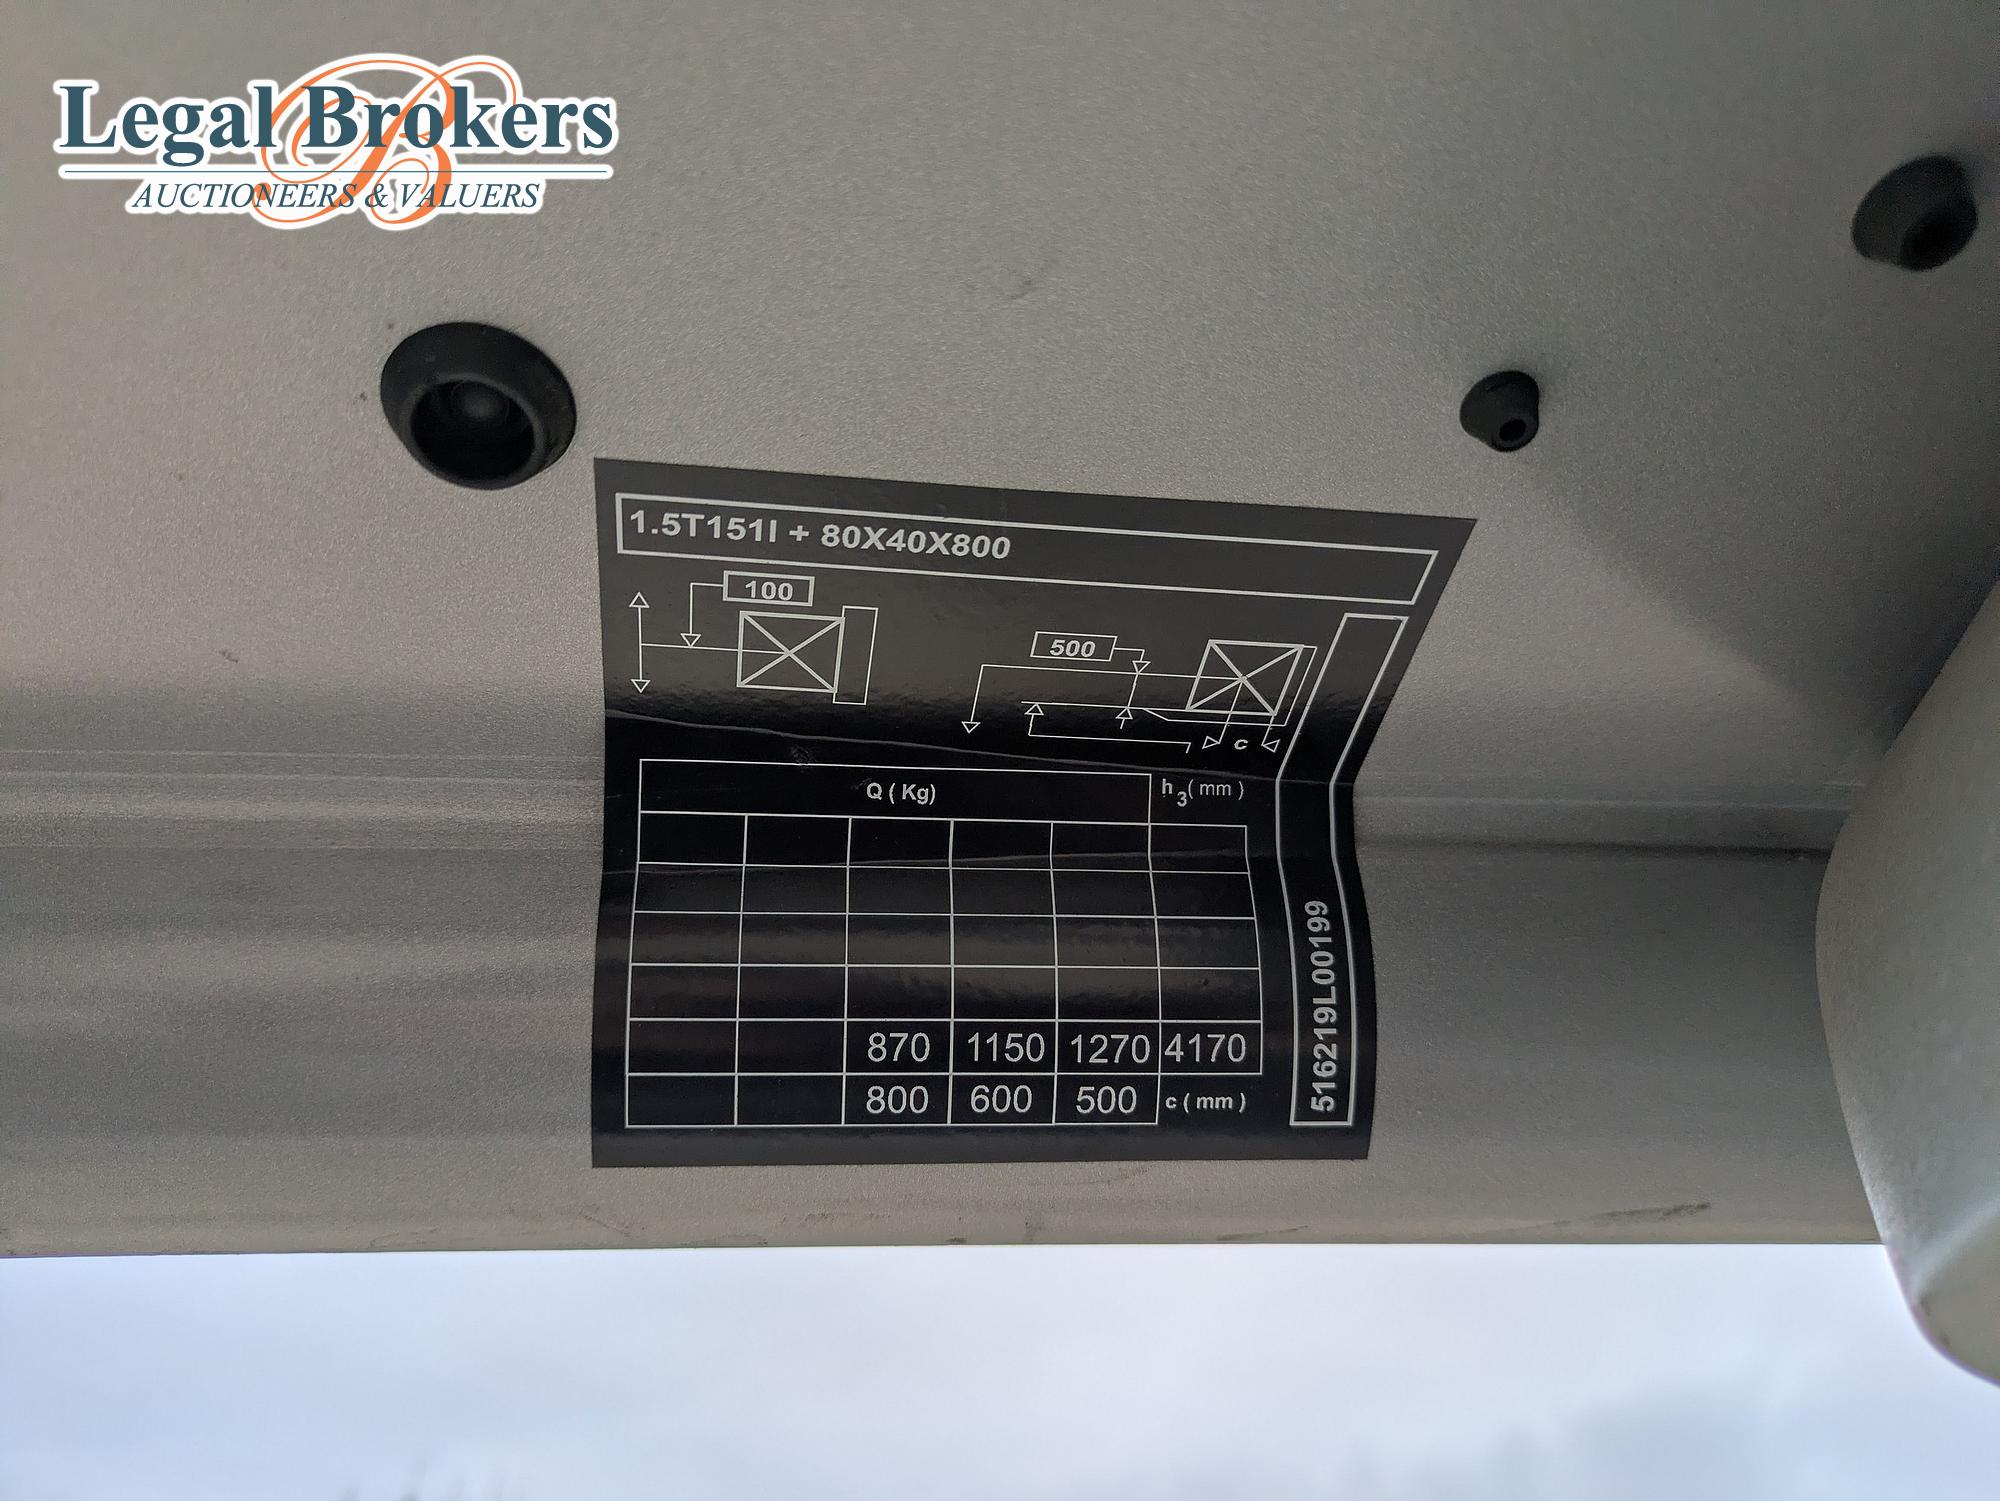 Legal Brokers
AUCTIONEERS & VALUERS
1.5T151I + 80X40X800
100
500
c
Q ( Kg)
h3( mm )
870 1150 1270 4170
800 600 500 c ( mm )
516219L00199